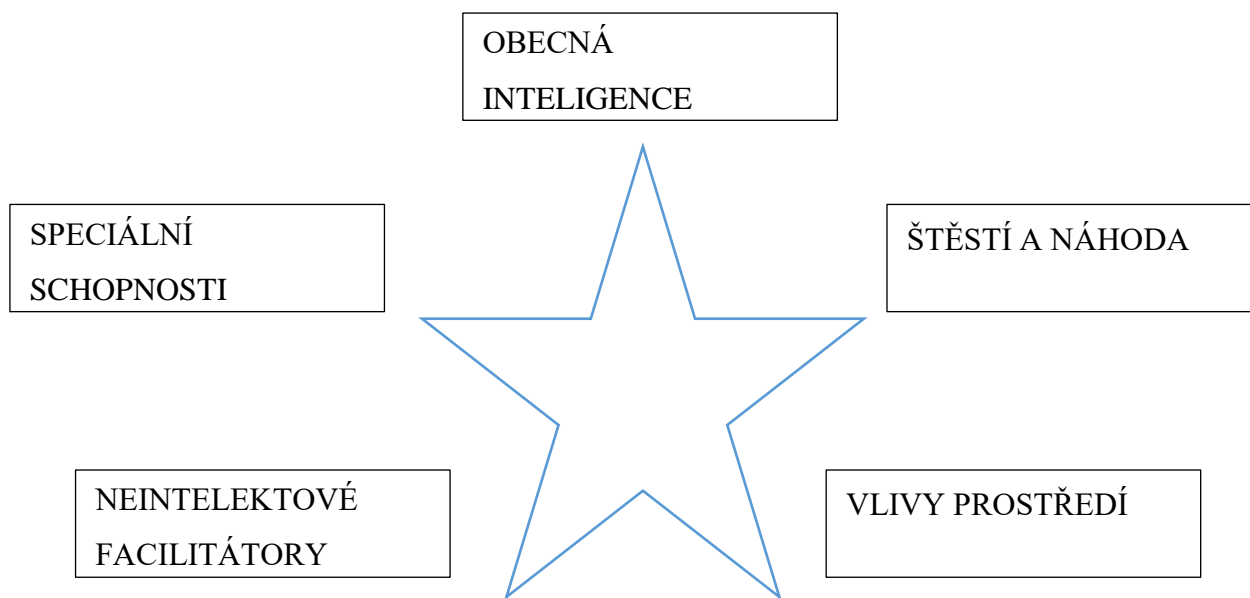 OBECNÁ
INTELIGENCE
SPECIÁLNÍ
SCHOPNOSTI
ŠTĚSTÍ A NÁHODA
NEINTELEKTOVÉ
FACILITÁTORY
VLIVY PROSTŘEDÍ